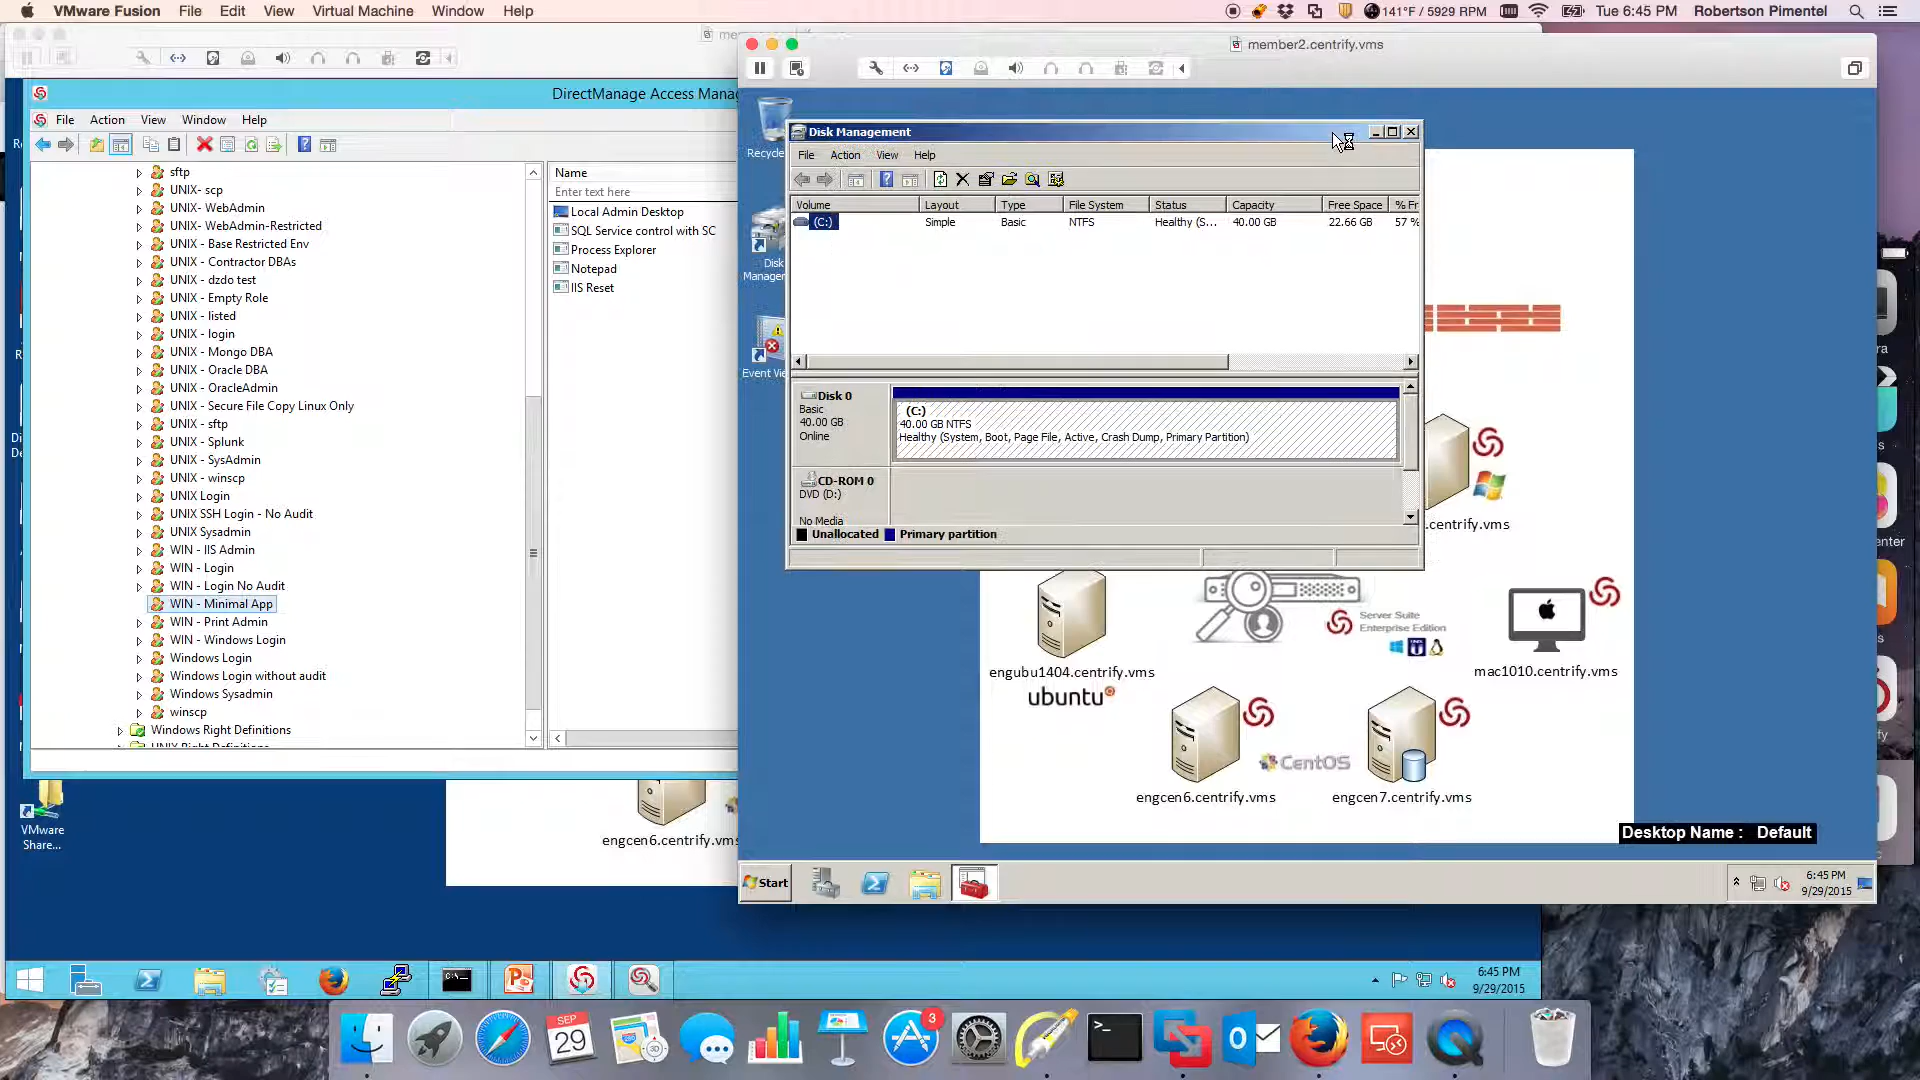 VMware Fusion File Edit View Virtual Machine Window Help
141°F / 5929 RPM Tue 6:45 PM Robertson Pimentel
member2.centrify.vms
DirectManage Access Mana
File Action View Window Help
sftp
UNIX- scp
UNIX- WebAdmin
UNIX- WebAdmin-Restricted
UNIX - Base Restricted Env
UNIX - Contractor DBAs
UNIX - dzdo test
UNIX - Empty Role
UNIX - listed
UNIX - login
UNIX - Mongo DBA
UNIX - Oracle DBA
UNIX - OracleAdmin
UNIX - Secure File Copy Linux Only
UNIX - sftp
UNIX - Splunk
UNIX - SysAdmin
UNIX - winscp
UNIX Login
UNIX SSH Login - No Audit
UNIX Sysadmin
WIN - IIS Admin
WIN - Login
WIN - Login No Audit
WIN - Minimal App
WIN - Print Admin
WIN - Windows Login
Windows Login
Windows Login without audit
Windows Sysadmin
winscp
Windows Right Definitions
UNIX Right Definitions
Name
Enter text here
Local Admin Desktop
SQL Service control with SC
Process Explorer
Notepad
IIS Reset
Recycle
Disk
Manager
Event Vie
Disk Management
File Action View Help
Volume Layout Type File System Status Capacity Free Space % Fr
(C:) Simple Basic NTFS Healthy (S... 40.00 GB 22.66 GB 57 %
Disk 0
Basic
40.00 GB
Online
(C:)
40.00 GB NTFS
Healthy (System, Boot, Page File, Active, Crash Dump, Primary Partition)
CD-ROM 0
DVD (D:)
No Media
Unallocated Primary partition
.centrify.vms
Server Suite
Enterprise Edition
engubu1404.centrify.vms
ubuntu
mac1010.centrify.vms
CentOS
engcen6.centrify.vms
engcen7.centrify.vms
Desktop Name : Default
Start
6:45 PM
9/29/2015
VMware
Share...
engcen6.centrify.vms
6:45 PM
9/29/2015
SEP
29
3